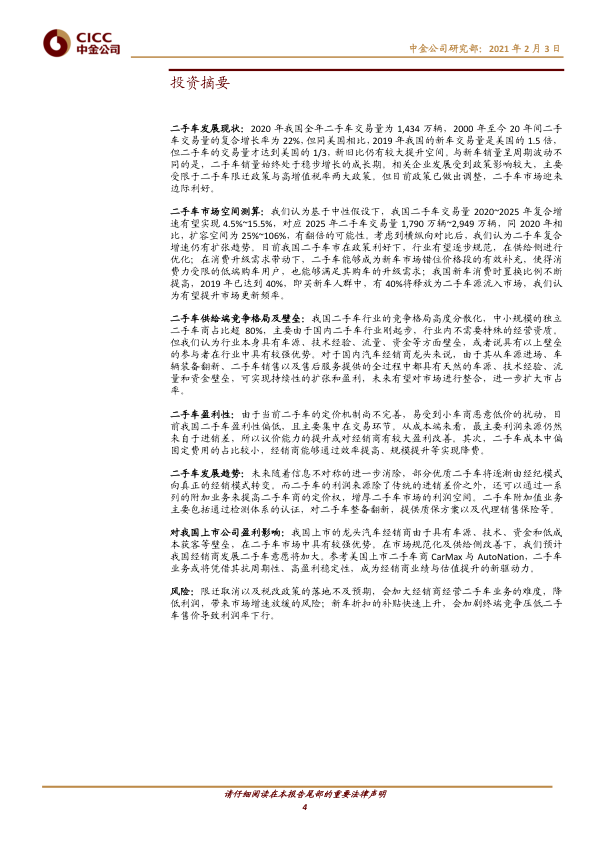 CICC
中金公司
中金公司研究部：2021 年 2 月 3 日
投资摘要
二手车发展现状：2020 年我国全年二手车交易量为 1,434 万辆，2000 年至今 20 年间二手
车交易量的复合增长率为 22%，但同美国相比，2019 年我国的新车交易量是美国的 1.5 倍，
但二手车的交易量才达到美国的 1/3，新旧比仍有较大提升空间。与新车销量呈周期波动不
同的是，二手车销量始终处于稳步增长的成长期。相关企业发展受到政策影响较大，主要
受限于二手车限迁政策与高增值税率两大政策。但目前政策已做出调整，二手车市场迎来
边际利好。
二手车市场空间测算：我们认为基于中性假设下，我国二手车交易量 2020~2025 年复合增
速有望实现 4.5%~15.5%，对应 2025 年二手车交易量 1,790 万辆~2,949 万辆，同 2020 年相
比，扩容空间为 25%~106%，有翻倍的可能性。考虑到横纵向对比后，我们认为二手车复合
增速仍有扩张趋势。目前我国二手车市在政策利好下，行业有望逐步规范，在供给侧进行
优化；在消费升级需求带动下，二手车能够成为新车市场错位价格段的有效补充，使得消
费力受限的低端购车用户，也能够满足其购车的升级需求；我国新车消费时置换比例不断
提高，2019 年已达到 40%，即买新车人群中，有 40%将释放为二手车源流入市场，我们认
为有望提升市场更新频率。
二手车供给端竞争格局及壁垒：我国二手车行业的竞争格局高度分散化，中小规模的独立
二手车商占比超 80%，主要由于国内二手车行业刚起步，行业内不需要特殊的经营资质。
但我们认为行业本身具有车源、技术经验、流量、资金等方面壁垒，或者说具有以上壁垒
的参与者在行业中具有较强优势。对于国内汽车经销商龙头来说，由于其从车源进场、车
辆装备翻新、二手车销售以及售后服务提供的全过程中都具有天然的车源、技术经验、流
量和资金壁垒，可实现持续性的扩张和盈利，未来有望对市场进行整合，进一步扩大市占
率。
二手车盈利性：由于当前二手车的定价机制尚不完善，易受到小车商恶意低价的扰动，目
前我国二手车盈利性偏低，且主要集中在交易环节。从成本端来看，最主要利润来源仍然
来自于进销差，所以议价能力的提升或对经销商有较大盈利改善。其次，二手车成本中偏
固定费用的占比较小，经销商能够通过效率提高、规模提升等实现降费。
二手车发展趋势：未来随着信息不对称的进一步消除，部分优质二手车将逐渐由经纪模式
向真正的经销模式转变。而二手车的利润来源除了传统的进销差价之外，还可以通过一系
列的附加业务来提高二手车商的定价权，增厚二手车市场的利润空间。二手车附加值业务
主要包括通过检测体系的认证，对二手车整备翻新，提供质保方案以及代理销售保险等。
对我国上市公司盈利影响：我国上市的龙头汽车经销商由于具有车源、技术、资金和低成
本获客等壁垒，在二手车市场中具有较强优势。在市场规范化及供给侧改善下，我们预计
我国经销商发展二手车意愿将加大。参考美国上市二手车商 CarMax 与 AutoNation，二手车
业务或将凭借其抗周期性、高盈利稳定性，成为经销商业绩与估值提升的新驱动力。
风险：限迁取消以及税改政策的落地不及预期，会加大经销商经营二手车业务的难度，降
低利润，带来市场增速放缓的风险；新车折扣的补贴快速上升，会加剧终端竞争压低二手
车售价导致利润率下行。
请仔细阅读在本报告尾部的重要法律声明
4